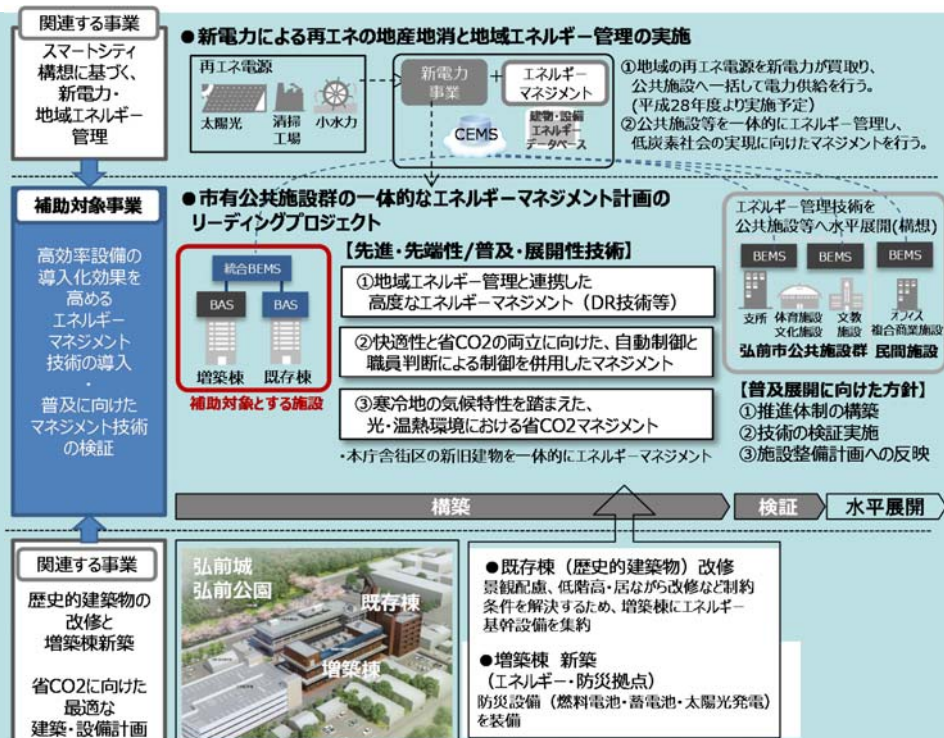 関連する事業
スマートシティ
構想に基づく、
新電力・
地域エネルギー
管理
●新電力による再エネの地産地消と地域エネルギー管理の実施
再エネ電源
太陽光
清掃
工場
小水力
新電力
事業
+
エネルギー
マネジメント
CEMS
建物・設備
エネルギー
データベース
①地域の再エネ電源を新電力が買取り、
公共施設へ一括して電力供給を行う。
(平成28年度より実施予定)
②公共施設等を一体的にエネルギー管理し、
低炭素社会の実現に向けたマネジメントを行う。
補助対象事業
高効率設備の
導入化効果を
高める
エネルギー
マネジメント
技術の導入
・
普及に向けた
マネジメント技術
の検証
●市有公共施設群の一体的なエネルギーマネジメント計画の
リーディングプロジェクト
統合BEMS
BAS
BAS
増築棟
既存棟
補助対象とする施設
【先進・先端性/普及・展開性技術】
①地域エネルギー管理と連携した
高度なエネルギーマネジメント（DR技術等）
②快適性と省CO2の両立に向けた、自動制御と
職員判断による制御を併用したマネジメント
③寒冷地の気候特性を踏まえた、
光・温熱環境における省CO2マネジメント
・本庁舎街区の新旧建物を一体的にエネルギーマネジメント
エネルギー管理技術を
公共施設等へ水平展開(構想)
BEMS
BEMS
BEMS
支所
体育施設
文化施設
文教
施設
オフィス
複合商業施設
弘前市公共施設群
民間施設
【普及展開に向けた方針】
①推進体制の構築
②技術の検証実施
③施設整備計画への反映
構築
検証
水平展開
関連する事業
歴史的建築物の
改修と
増築棟新築
省CO2に向けた
最適な
建築・設備計画
弘前城
弘前公園
既存棟
増築棟
●既存棟（歴史的建築物）改修
景観配慮、低階高・居ながら改修など制約
条件を解決するため、増築棟にエネルギー
基幹設備を集約
●増築棟 新築
（エネルギー・防災拠点）
防災設備（燃料電池・蓄電池・太陽光発電）
を装備